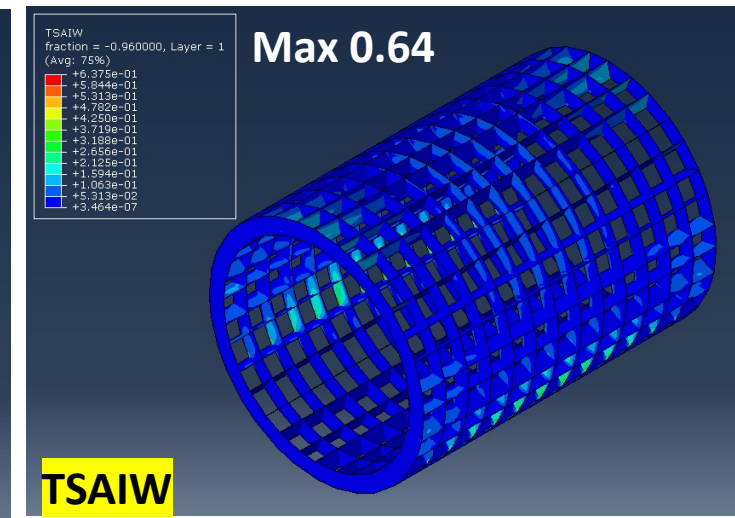 TSAIW
fraction = -0.960000, Layer = 1
(Avg: 75%)
+6.375e-01
+5.844e-01
+5.313e-01
+4.782e-01
+4.250e-01
+3.719e-01
+3.188e-01
+2.656e-01
+2.125e-01
+1.594e-01
+1.063e-01
+5.313e-02
+3.464e-07
Max 0.64
TSAIW